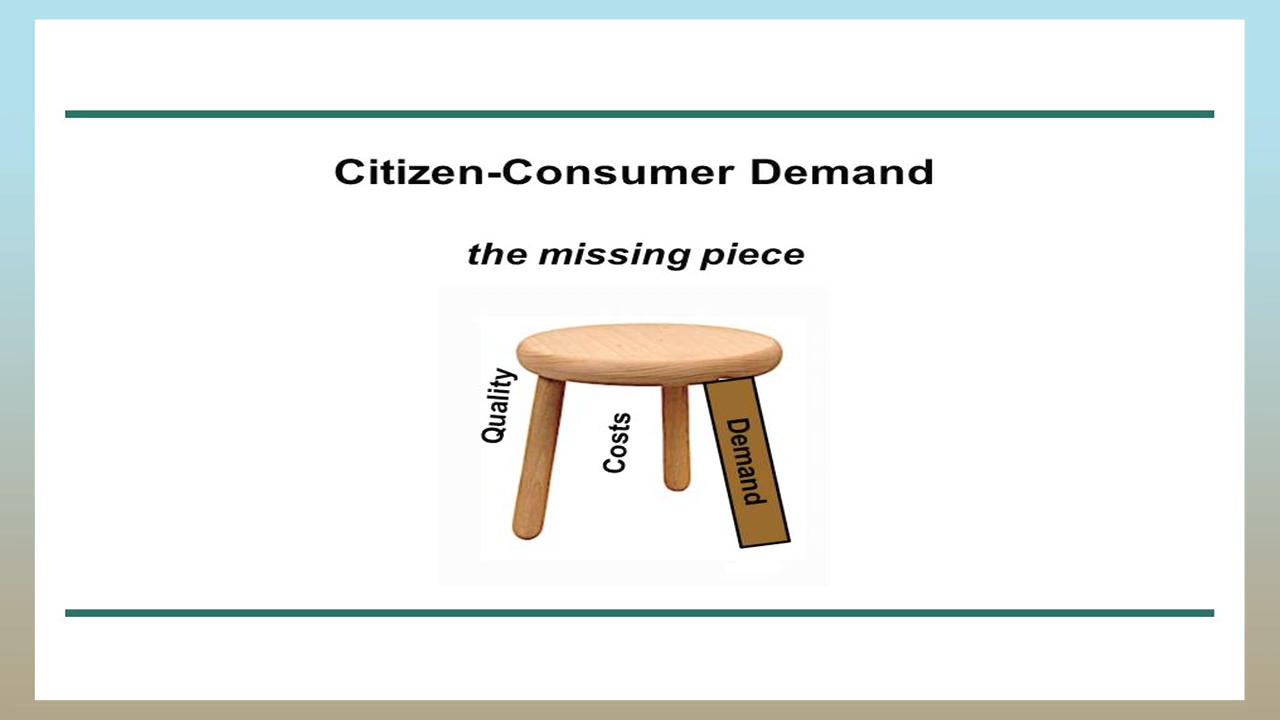 Citizen-Consumer Demand
the missing piece
Quality
Costs
Demand